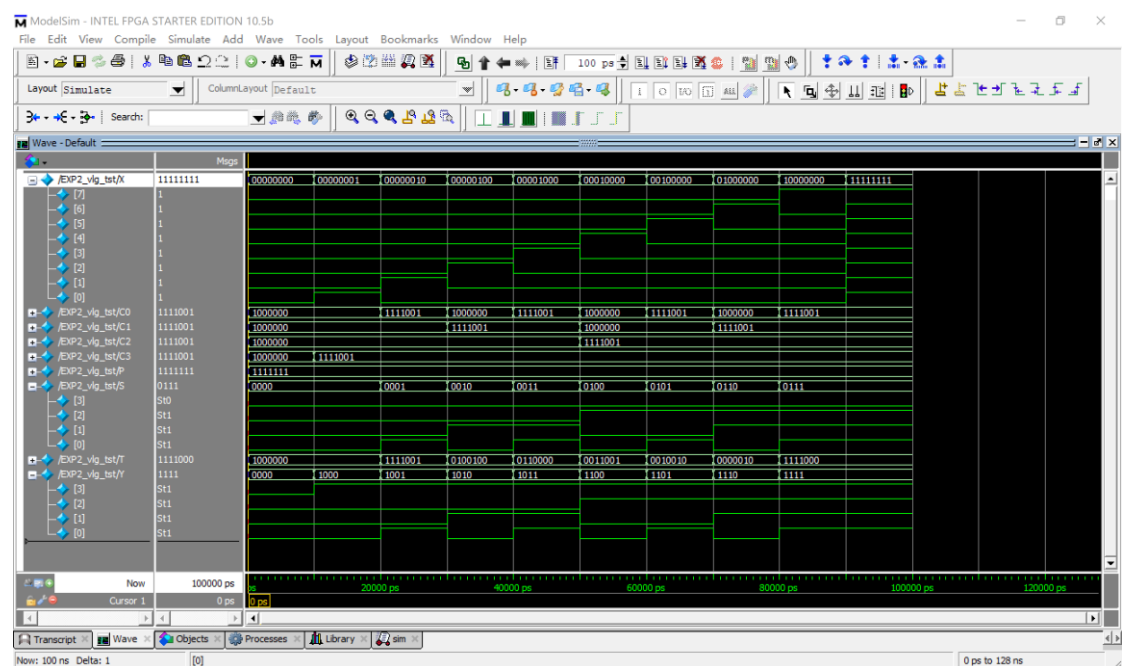 ModelSim - INTEL FPGA STARTER EDITION 10.5b
File Edit View Compile Simulate Add Wave Tools Layout Bookmarks Window Help
100 ps
Layout Simulate ColumnLayout Default
Search:
Wave - Default
Msgs
/EXP2_vlg_tst/X 11111111 00000000 00000001 00000010 00000100 00001000 00010000 00100000 01000000 10000000 11111111
[7] 1
[6] 1
[5] 1
[4] 1
[3] 1
[2] 1
[1] 1
[0] 1
/EXP2_vlg_tst/C0 1111001 1000000 1111001 1000000 1111001 1000000 1111001 1000000 1111001
/EXP2_vlg_tst/C1 1111001 1000000 1111001 1000000 1111001
/EXP2_vlg_tst/C2 1111001 1000000 1111001
/EXP2_vlg_tst/C3 1111001 1000000 1111001
/EXP2_vlg_tst/P 1111111 1111111
/EXP2_vlg_tst/S 0111 0000 0001 0010 0011 0100 0101 0110 0111
[3] St0
[2] St1
[1] St1
[0] St1
/EXP2_vlg_tst/T 1111000 1000000 1111001 0100100 0110000 0011001 0010010 0000010 1111000
/EXP2_vlg_tst/Y 1111 0000 1000 1001 1010 1011 1100 1101 1110 1111
[3] St1
[2] St1
[1] St1
[0] St1
Now 100000 ps ps 20000 ps 40000 ps 60000 ps 80000 ps 100000 ps 120000 ps
Cursor 1 0 ps 0 ps
Transcript Wave Objects Processes Library sim
Now: 100 ns Delta: 1 [0] 0 ps to 128 ns